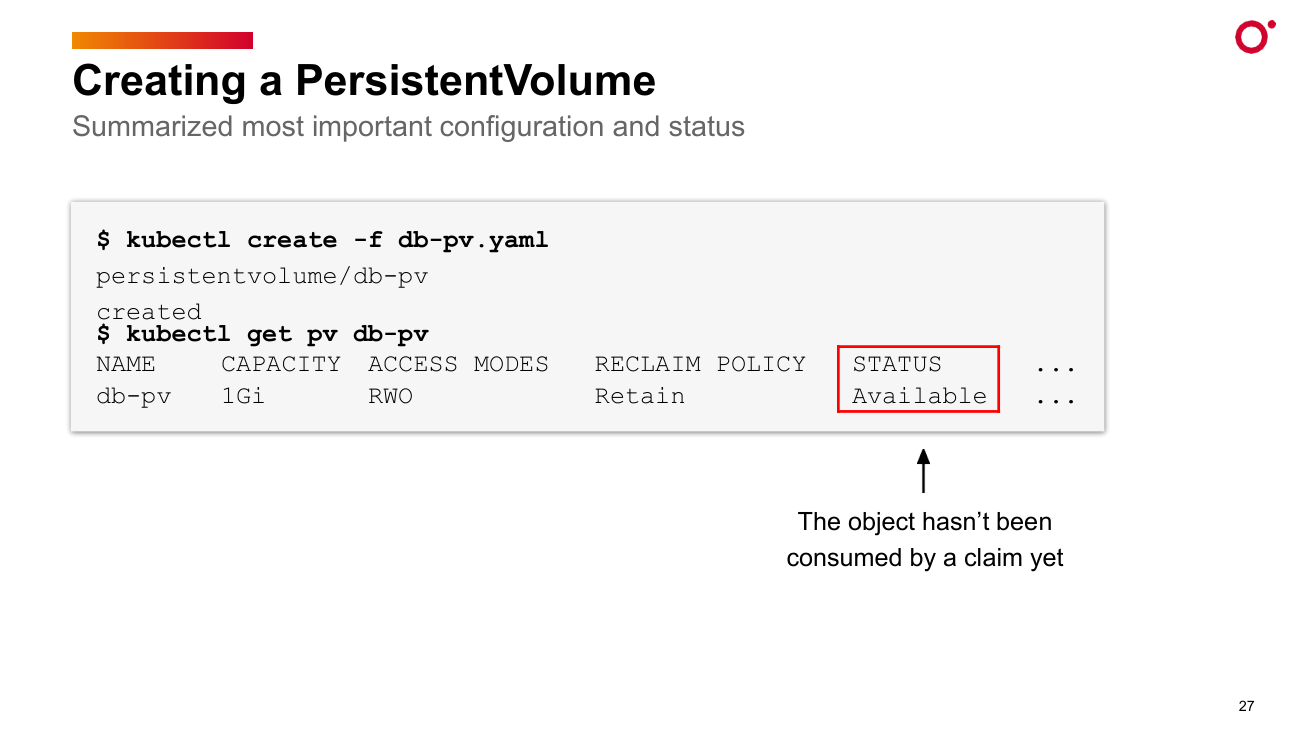 Creating a PersistentVolume
Summarized most important configuration and status
$ kubectl create -f db-pv.yaml
persistentvolume/db-pv
created
$ kubectl get pv db-pv
NAME CAPACITY ACCESS MODES RECLAIM POLICY STATUS ...
db-pv 1Gi RWO Retain Available ...
The object hasn’t been
consumed by a claim yet
27